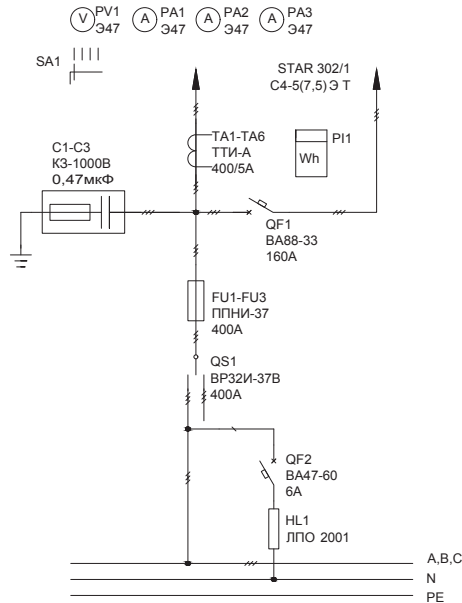 V PV1 A PA1 A PA2 A PA3
Э47 Э47 Э47 Э47
SA1
STAR 302/1
С4-5(7,5) Э Т
TA1-TA6
ТТИ-А
400/5А
PI1
Wh
C1-C3
К3-1000В
0,47мкФ
QF1
ВА88-33
160А
FU1-FU3
ППНИ-37
400А
QS1
ВР32И-37В
400А
QF2
ВА47-60
6А
HL1
ЛПО 2001
A,B,C
N
PE